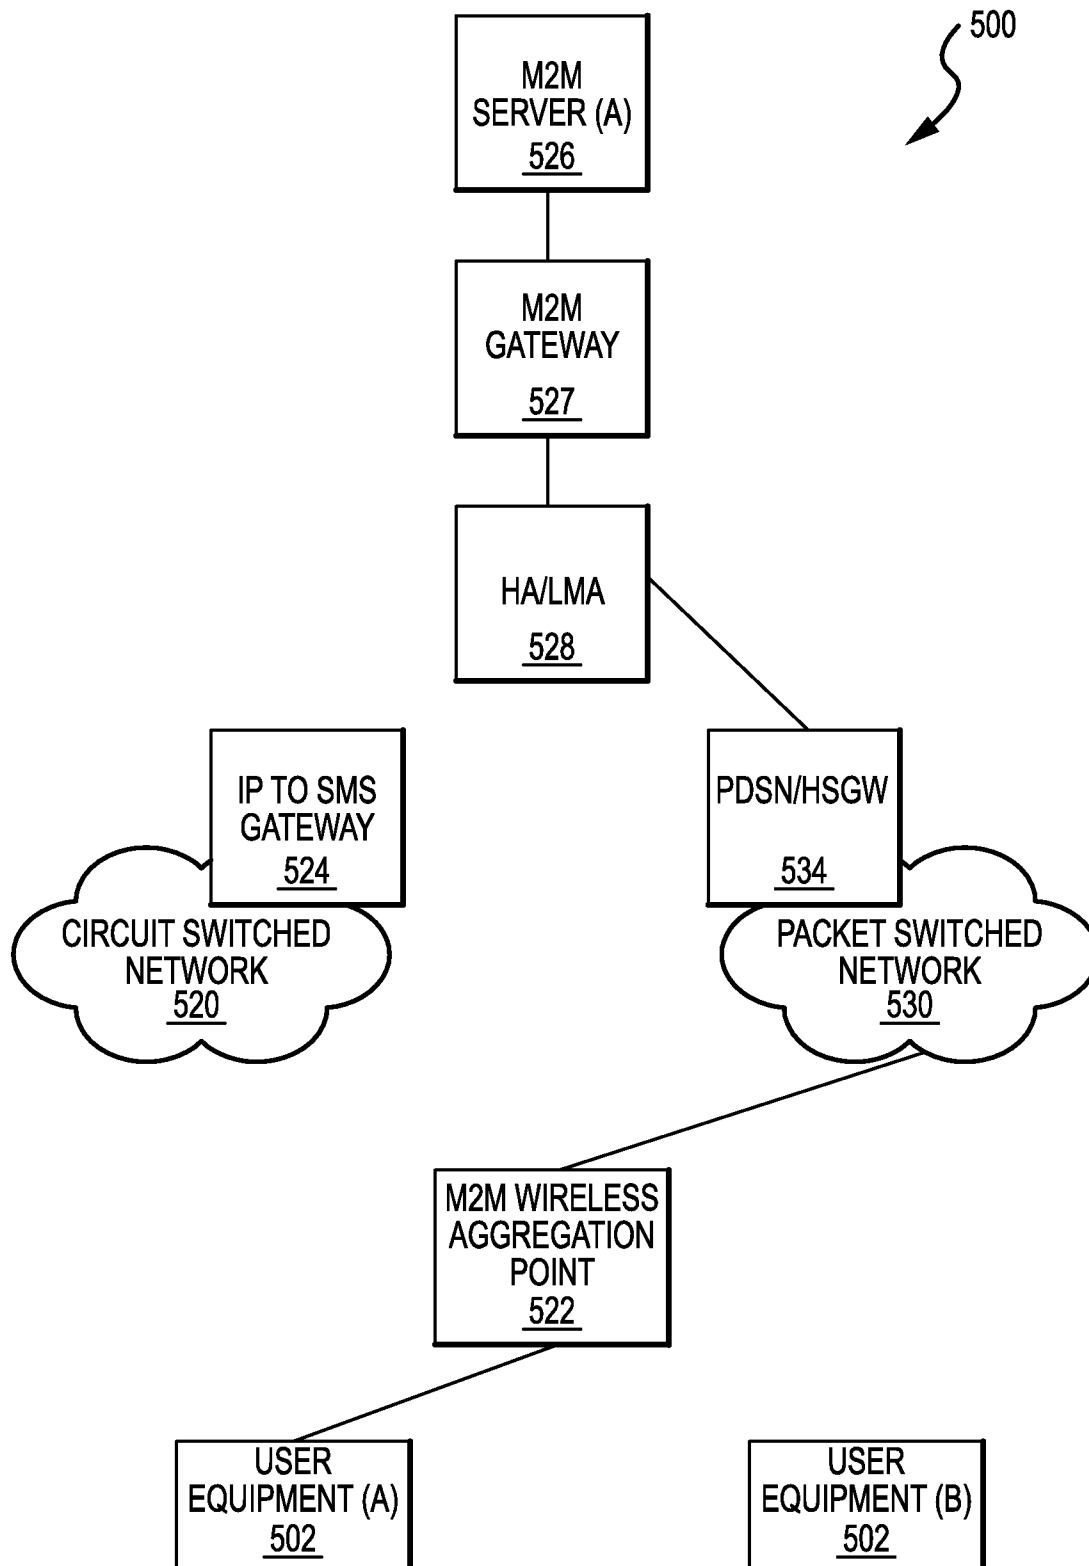 500
M2M
SERVER (A)
526
M2M
GATEWAY
527
HA/LMA
528
IP TO SMS
GATEWAY
524
PDSN/HSGW
534
CIRCUIT SWITCHED
NETWORK
520
PACKET SWITCHED
NETWORK
530
M2M WIRELESS
AGGREGATION
POINT
522
USER
EQUIPMENT (A)
502
USER
EQUIPMENT (B)
502